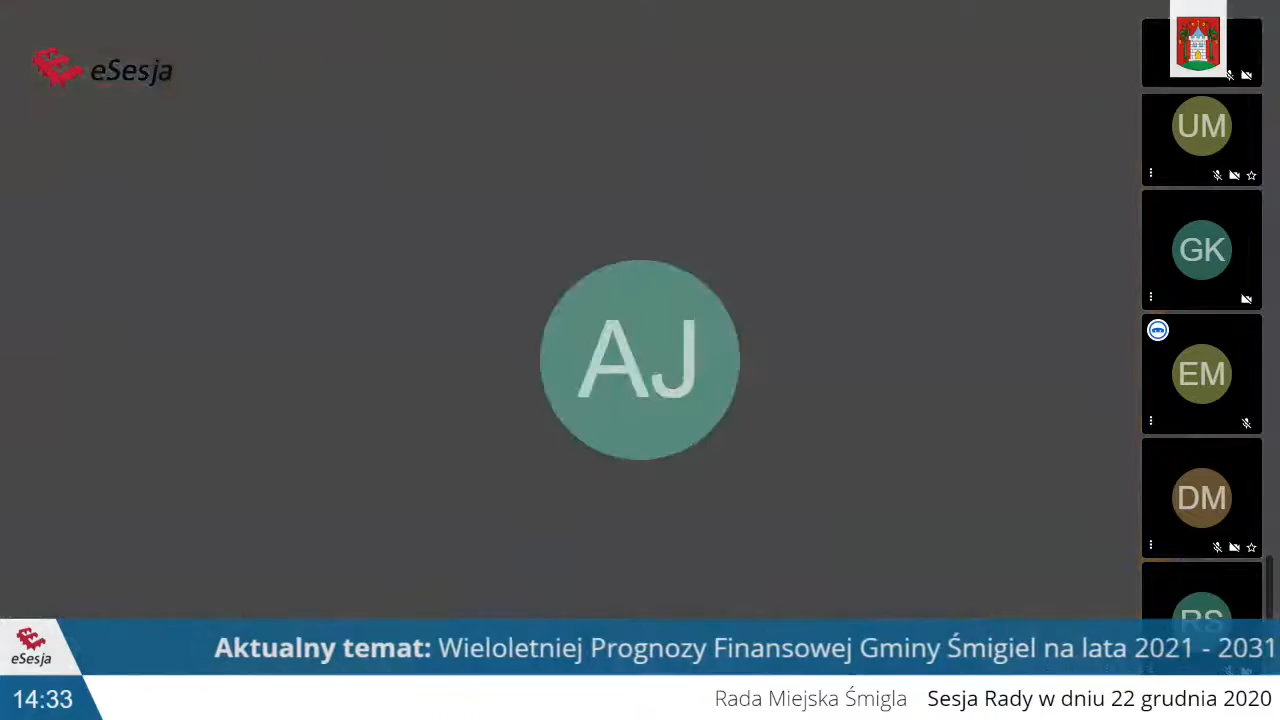 eSesja
UM
GK
EM
AJ
DM
RS
eSesja
Aktualny temat: Wieloletniej Prognozy Finansowej Gminy Śmigiel na lata 2021 - 2031
14:33
Rada Miejska Śmigla Sesja Rady w dniu 22 grudnia 2020